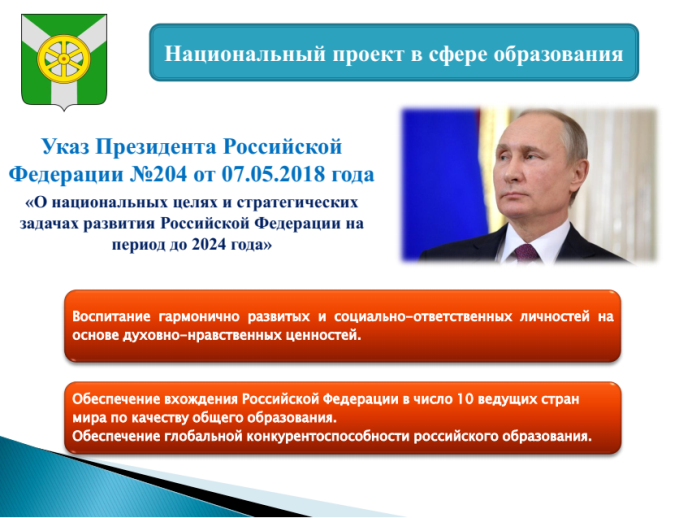 Национальный проект в сфере образования
Указ Президента Российской
Федерации №204 от 07.05.2018 года
«О национальных целях и стратегических
задачах развития Российской Федерации на
период до 2024 года»
Воспитание гармонично развитых и социально-ответственных личностей на
основе духовно-нравственных ценностей.
Обеспечение вхождения Российской Федерации в число 10 ведущих стран
мира по качеству общего образования.
Обеспечение глобальной конкурентоспособности российского образования.